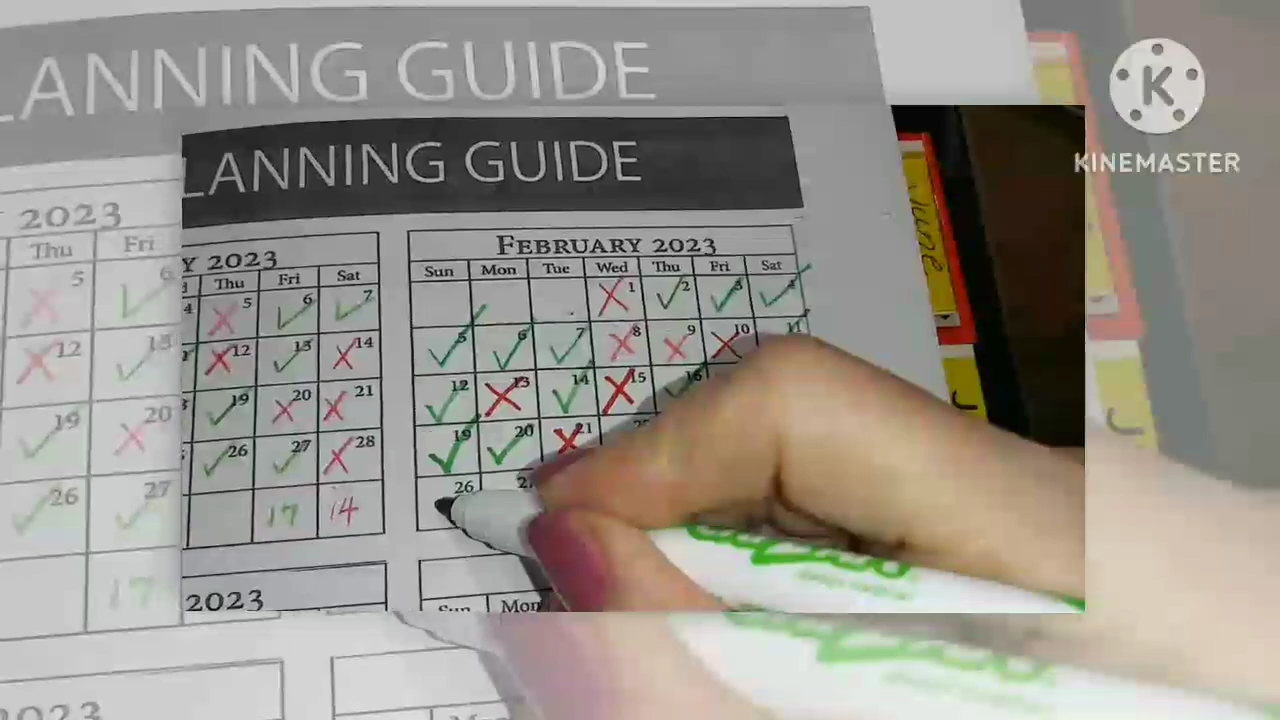 LANNING GUIDE
LANNING GUIDE
KINEMASTER
2023
Thu Fri
5 6
12 13
19 20
26 27
17
Y 2023
Thu Fri Sat
4 5 6 7
12 13 14
19 20 21
26 27 28
17 14
2023
FEBRUARY 2023
Sun Mon Tue Wed Thu Fri Sat
1 2 3 4
5 6 7 8 9 10 11
12 13 14 15 16
19 20 21
26
Sun Mon
June
2023